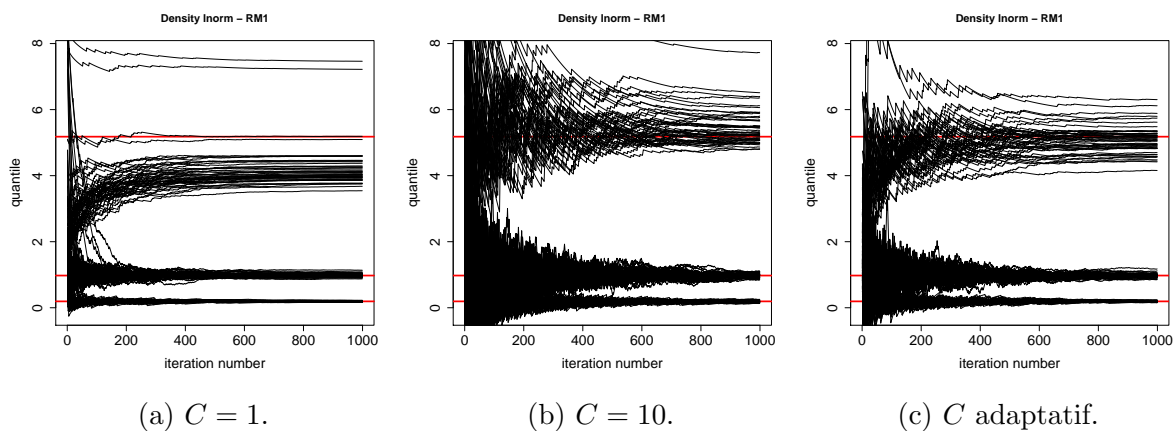 Density lnorm − RM1
8
6
4
2
0
quantile
0 200 400 600 800 1000
iteration number
(a) C = 1.
Density lnorm − RM1
8
6
4
2
0
quantile
0 200 400 600 800 1000
iteration number
(b) C = 10.
Density lnorm − RM1
8
6
4
2
0
quantile
0 200 400 600 800 1000
iteration number
(c) C adaptatif.